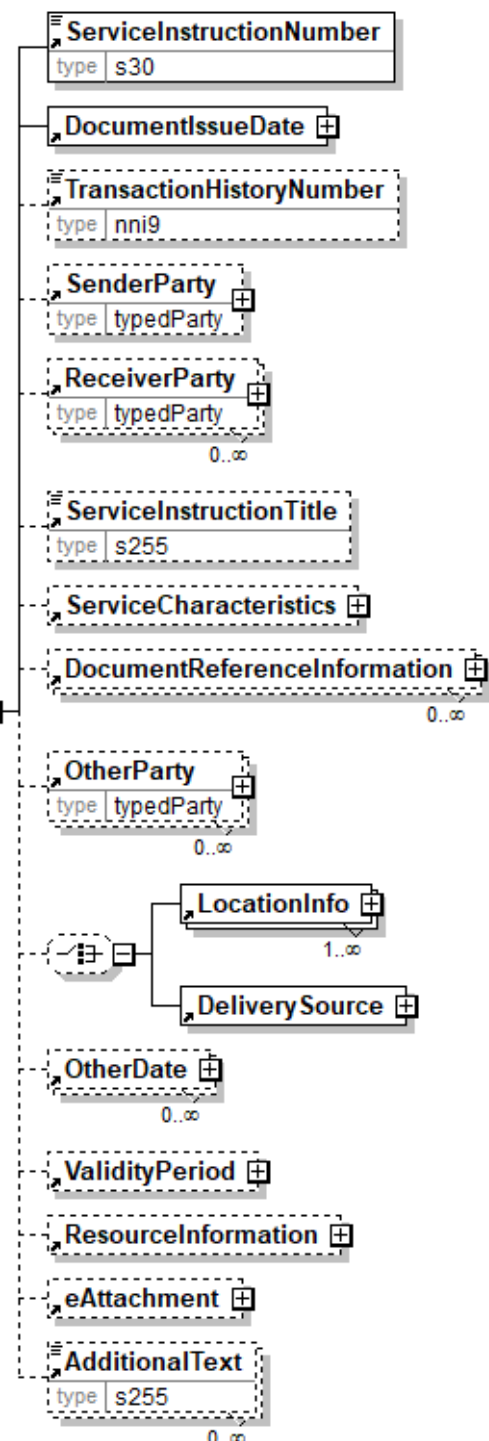 ServiceInstructionNumber
type s30
DocumentIssueDate
TransactionHistoryNumber
type nni9
SenderParty
type typedParty
ReceiverParty
type typedParty
0..∞
ServiceInstructionTitle
type s255
ServiceCharacteristics
DocumentReferenceInformation
0..∞
OtherParty
type typedParty
0..∞
LocationInfo
1..∞
DeliverySource
OtherDate
0..∞
ValidityPeriod
ResourceInformation
eAttachment
AdditionalText
type s255
0..∞